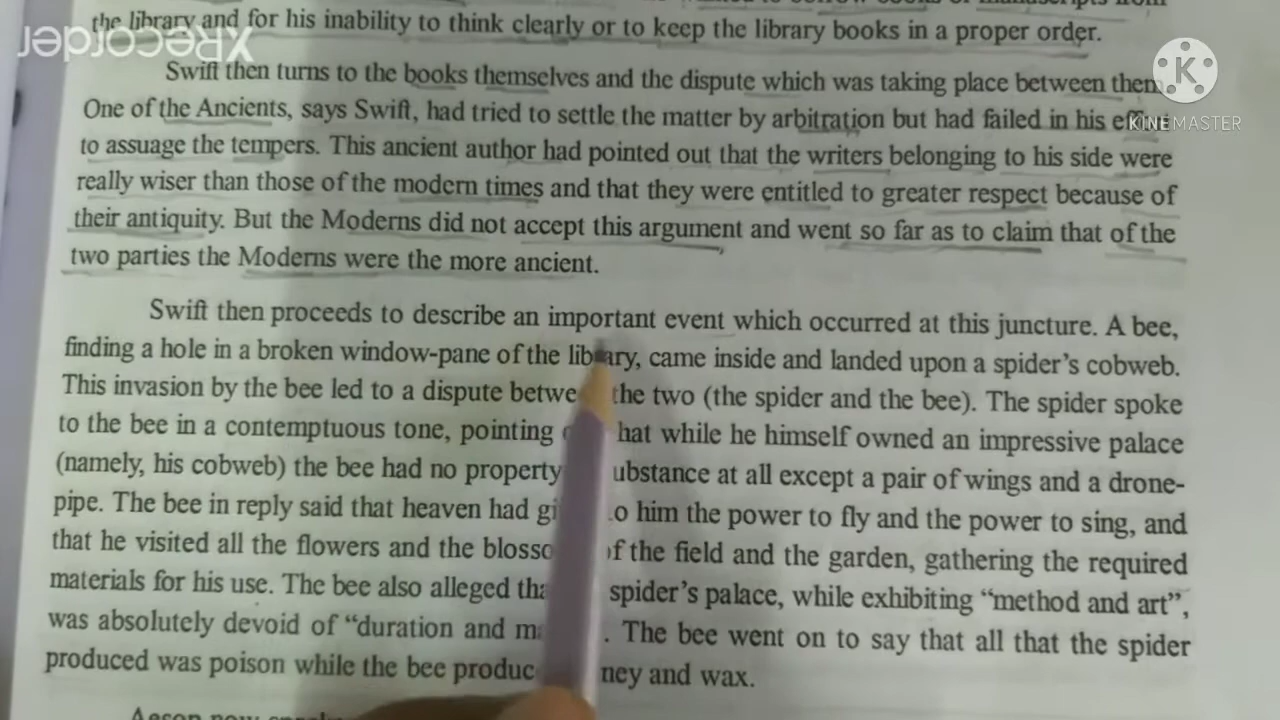 the library and for his inability to think clearly or to keep the library books in a proper order.
XRecorder
K
KINEMASTER
Swift then turns to the books themselves and the dispute which was taking place between them
One of the Ancients, says Swift, had tried to settle the matter by arbitration but had failed in his
to assuage the tempers. This ancient author had pointed out that the writers belonging to his side were
really wiser than those of the modern times and that they were entitled to greater respect because of
their antiquity. But the Moderns did not accept this argument and went so far as to claim that of the
two parties the Moderns were the more ancient.
Swift then proceeds to describe an important event which occurred at this juncture. A bee,
finding a hole in a broken window-pane of the library, came inside and landed upon a spider's cobweb.
This invasion by the bee led to a dispute between the two (the spider and the bee). The spider spoke
to the bee in a contemptuous tone, pointing that while he himself owned an impressive palace
(namely, his cobweb) the bee had no property substance at all except a pair of wings and a drone-
pipe. The bee in reply said that heaven had to him the power to fly and the power to sing, and
that he visited all the flowers and the of the field and the garden, gathering the required
materials for his use. The bee also alleged spider's palace, while exhibiting "method and art",
was absolutely devoid of "duration and . The bee went on to say that all that the spider
produced was poison while the bee honey and wax.